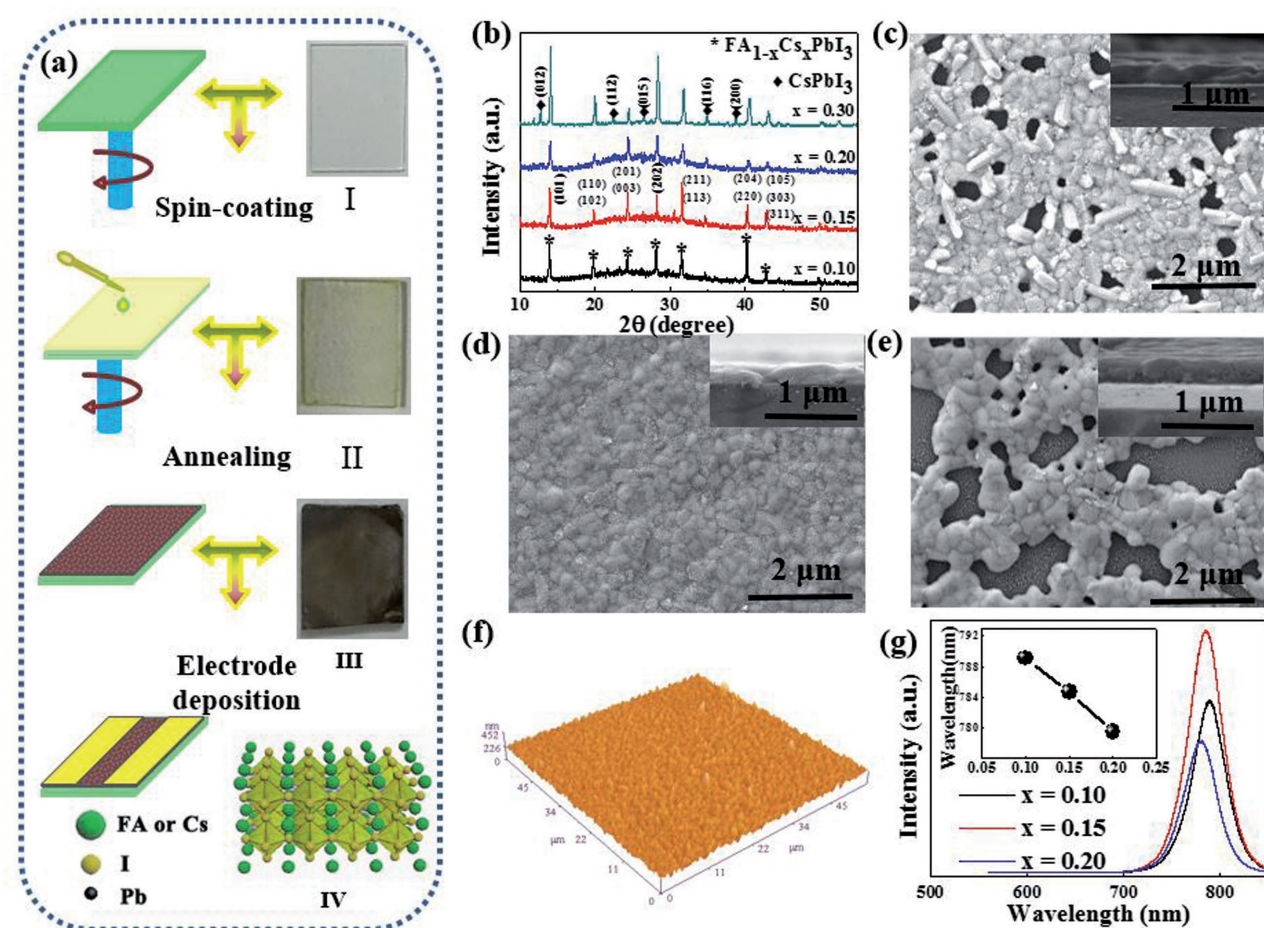 (a)
Spin-coating
I
Annealing
II
Electrode
deposition
III
FA or Cs
I
Pb
IV
(b)
* FA1-xCsxPbI3
◆ CsPbI3
(012)
(112)
(015)
(116)
(200)
x = 0.30
x = 0.20
(101)
(110)
(102)
(201)
(003)
(202)
(211)
(113)
(204)
(220)
(105)
(303)
(311)
x = 0.15
x = 0.10
Intensity (a.u.)
10 20 30 40 50
2θ (degree)
(c)
1 μm
2 μm
(d)
1 μm
2 μm
(e)
1 μm
2 μm
(f)
nm
452
226
0
45
34
μm
22
11
0
0
11
22
μm
34
45
(g)
Intensity (a.u.)
Wavelength(nm)
792
788
784
780
0.05 0.10 0.15 0.20 0.25
x = 0.10
x = 0.15
x = 0.20
500 600 700 800
Wavelength (nm)